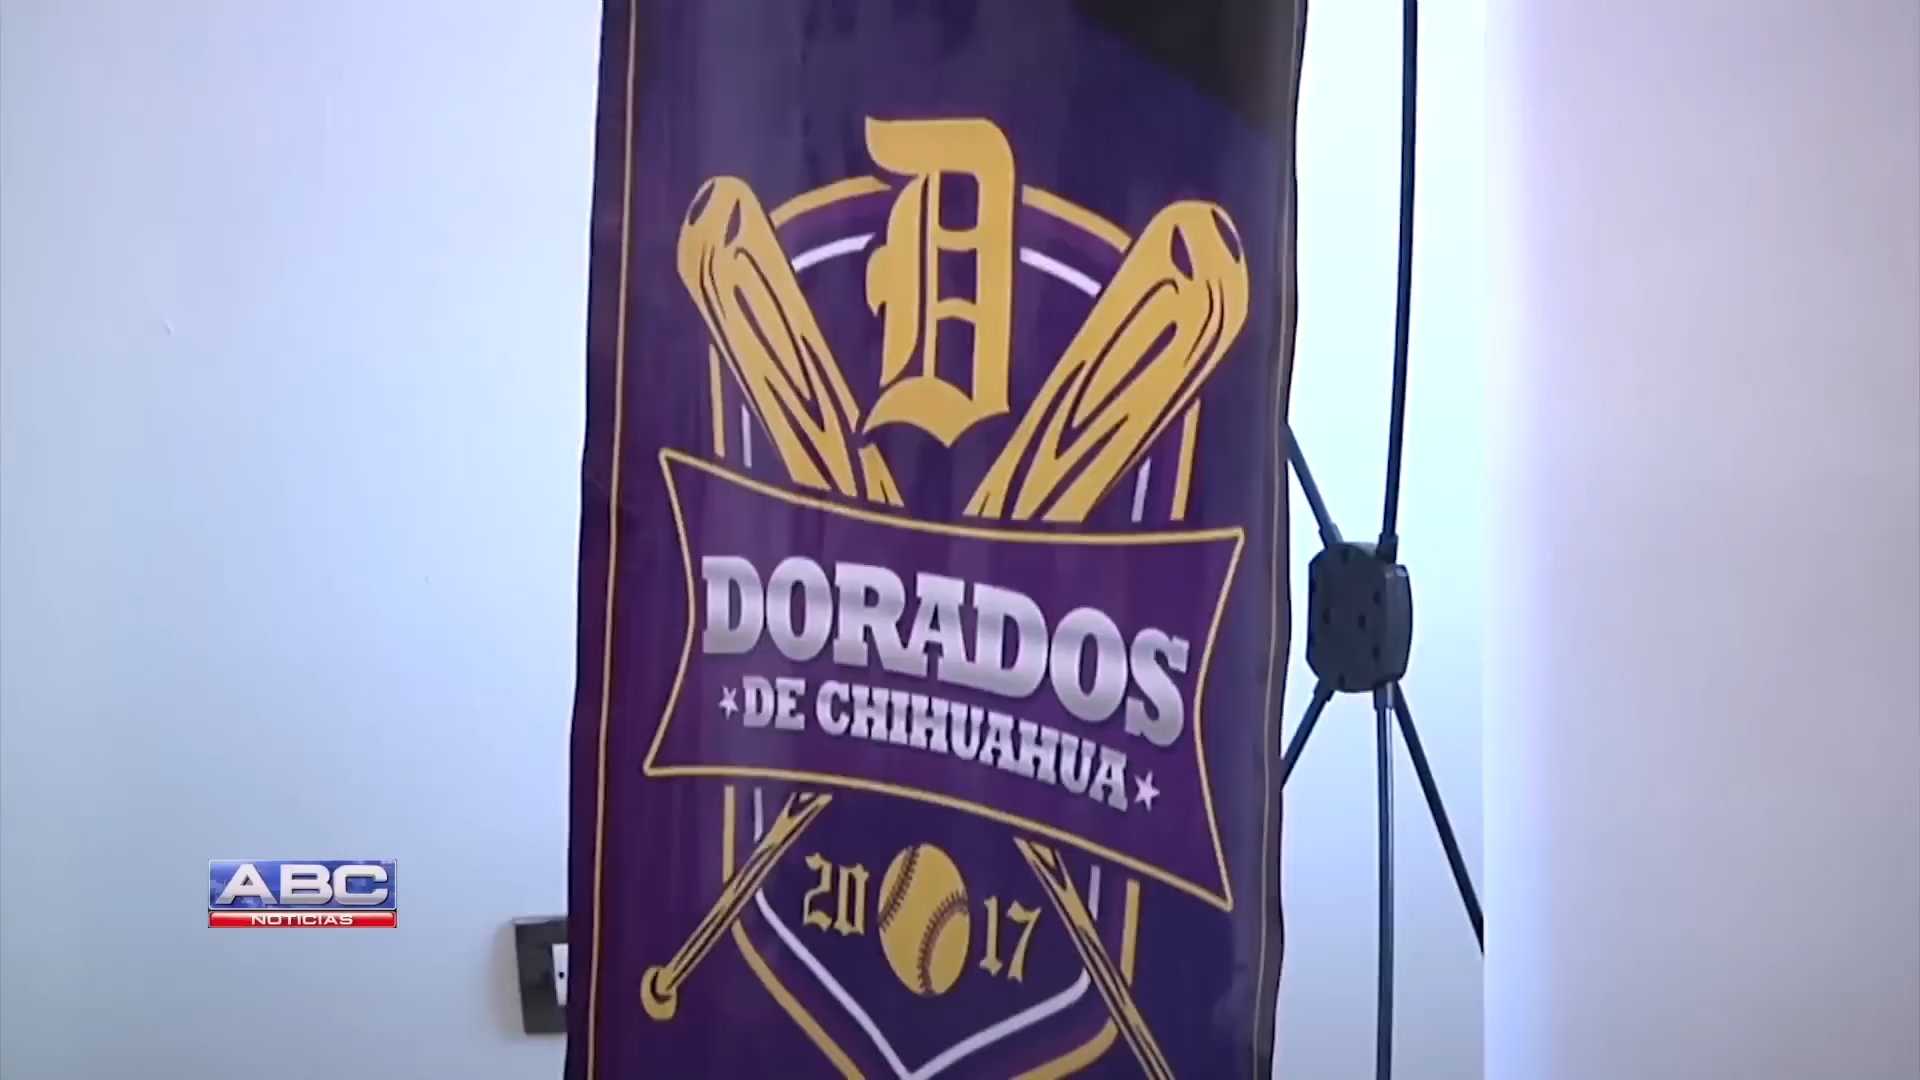 D
DORADOS
DE CHIHUAHUA
20 17
ABC
NOTICIAS